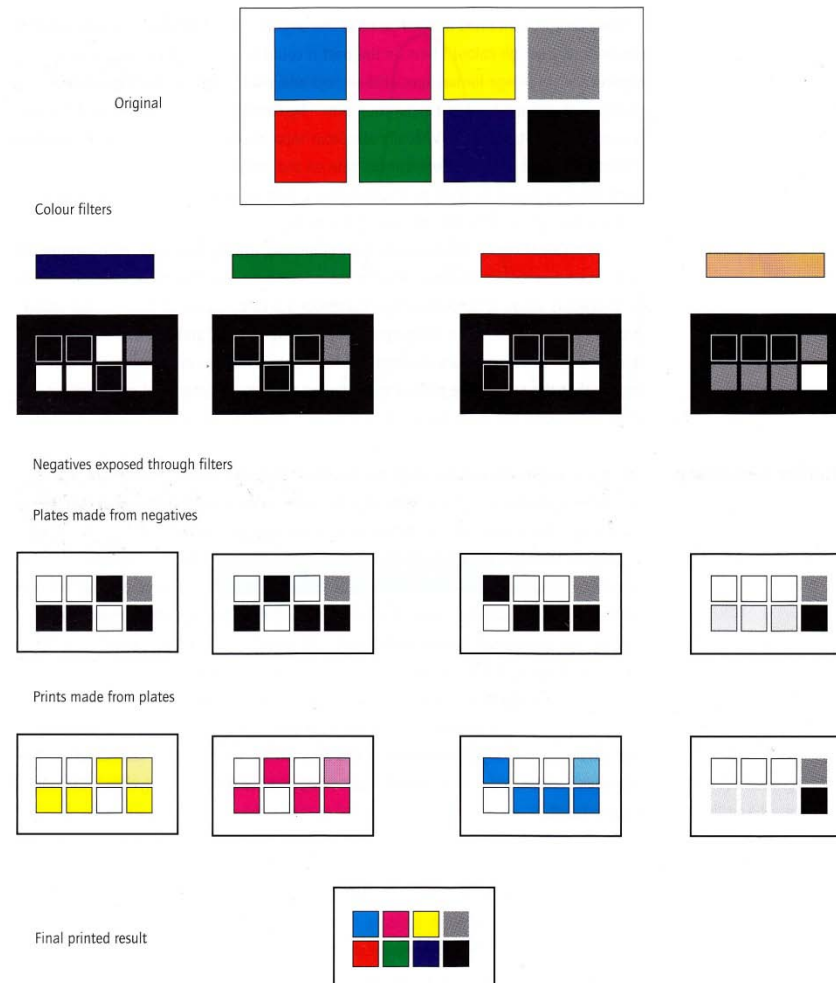 Original
Colour filters
Negatives exposed through filters
Plates made from negatives
Prints made from plates
Final printed result